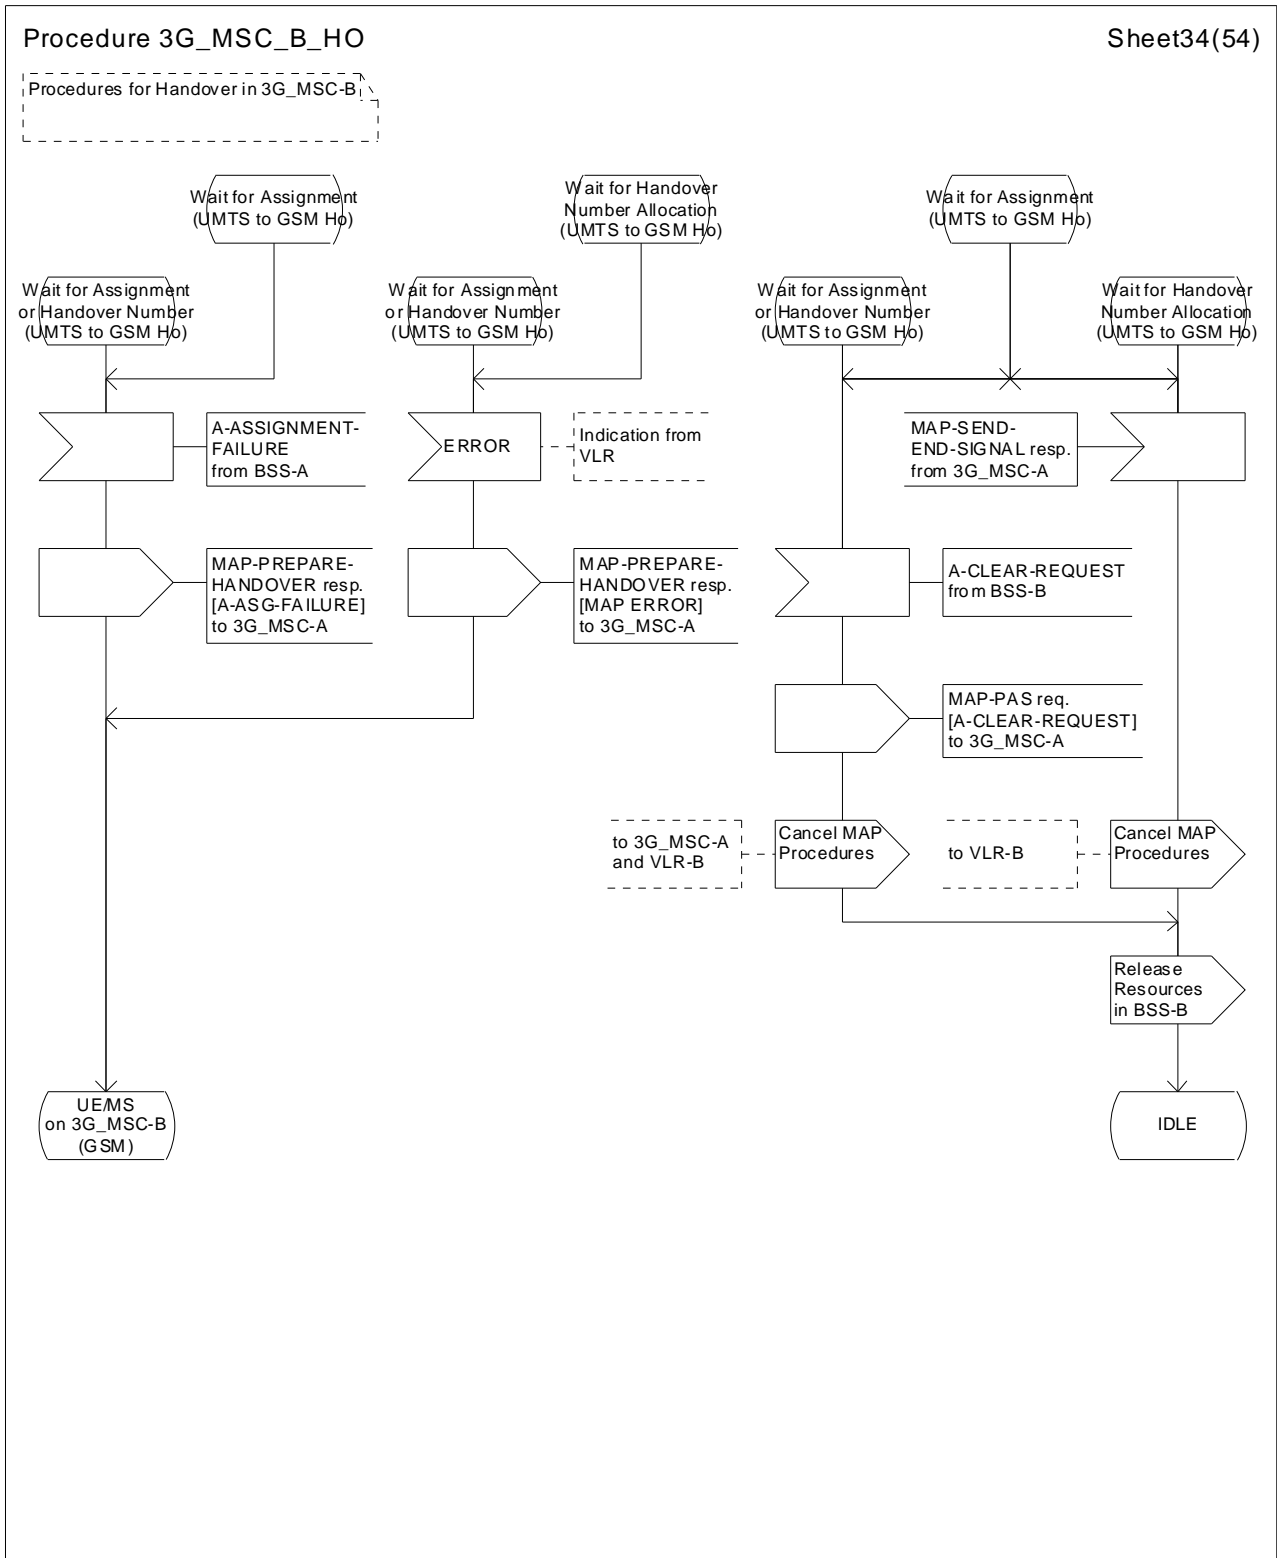 Procedure 3G_MSC_B_HO
Sheet34(54)
Procedures for Handover in 3G_MSC-B
Wait for Assignment
(UMTS to GSM Ho)
Wait for Handover
Number Allocation
(UMTS to GSM Ho)
Wait for Assignment
(UMTS to GSM Ho)
Wait for Assignment
or Handover Number
(UMTS to GSM Ho)
Wait for Assignment
or Handover Number
(UMTS to GSM Ho)
Wait for Assignment
or Handover Number
(UMTS to GSM Ho)
Wait for Handover
Number Allocation
(UMTS to GSM Ho)
A-ASSIGNMENT-
FAILURE
from BSS-A
ERROR
Indication from
VLR
MAP-SEND-
END-SIGNAL resp.
from 3G_MSC-A
MAP-PREPARE-
HANDOVER resp.
[A-ASG-FAILURE]
to 3G_MSC-A
MAP-PREPARE-
HANDOVER resp.
[MAP ERROR]
to 3G_MSC-A
A-CLEAR-REQUEST
from BSS-B
MAP-PAS req.
[A-CLEAR-REQUEST]
to 3G_MSC-A
to 3G_MSC-A
and VLR-B
Cancel MAP
Procedures
to VLR-B
Cancel MAP
Procedures
Release
Resources
in BSS-B
UE/MS
on 3G_MSC-B
(GSM)
IDLE